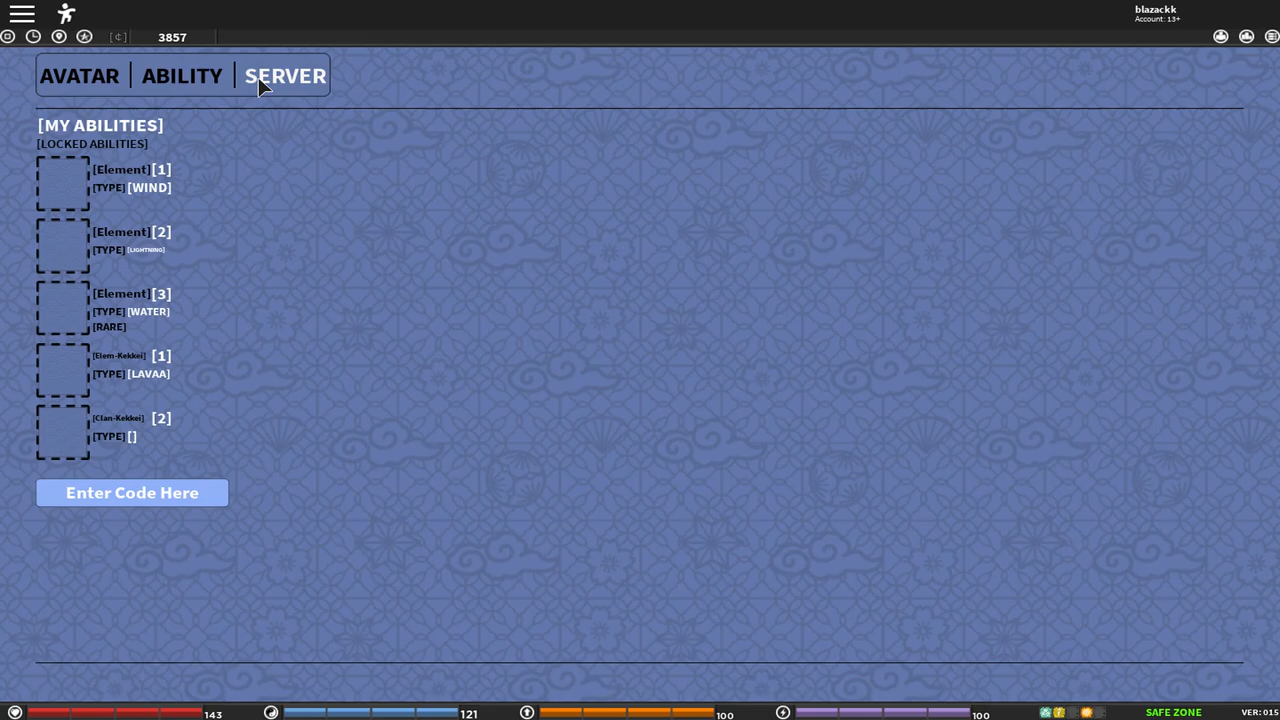 blazackk
Account: 13+
[¢] 3857
AVATAR | ABILITY | SERVER
[MY ABILITIES]
[LOCKED ABILITIES]
[Element] [1]
[TYPE] [WIND]
[Element] [2]
[TYPE] [LIGHTNING]
[Element] [3]
[TYPE] [WATER]
[RARE]
[Elem-Kekkei] [1]
[TYPE] [LAVAA]
[Clan-Kekkei] [2]
[TYPE] []
Enter Code Here
143 121 100 100 SAFE ZONE VER: 015